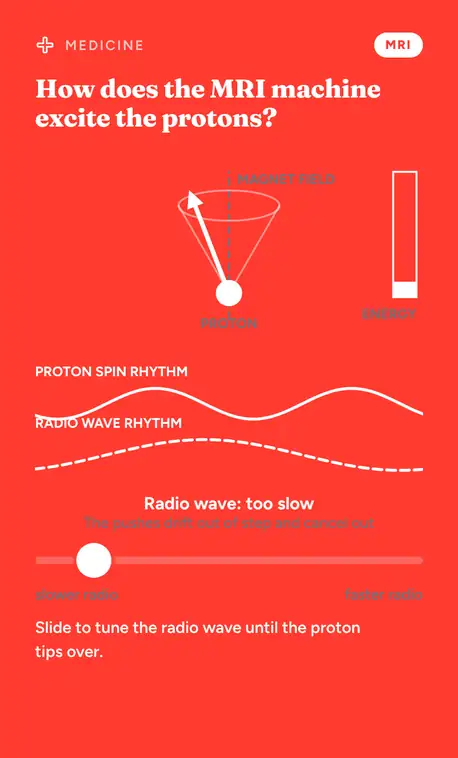 MEDICINE
MRI
How does the MRI machine
excite the protons?
MAGNET FIELD
PROTON
ENERGY
PROTON SPIN RHYTHM
RADIO WAVE RHYTHM
Radio wave: too slow
The pushes drift out of step and cancel out
slower radio
faster radio
Slide to tune the radio wave until the proton
tips over.